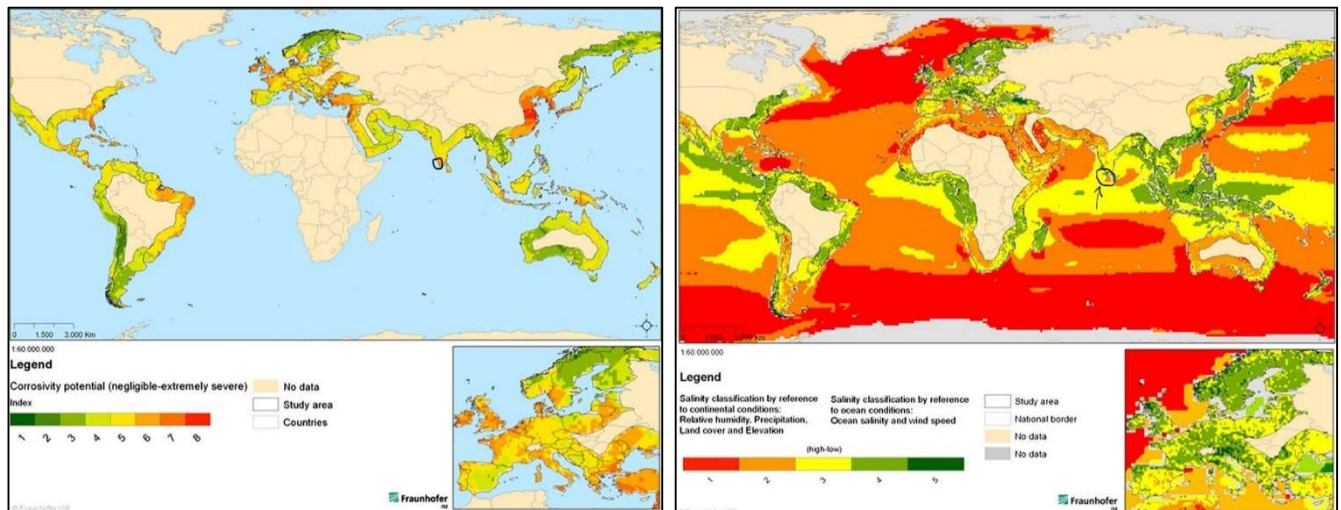 0 1.500 3.000 Km
1:60.000.000
Legend
Corrosivity potential (negligible-extremely severe)
Index
1 2 3 4 5 6 7 8
No data
Study area
Countries
Fraunhofer
ISE
1:60.000.000
Legend
Salinity classification by reference
to continental conditions:
Relative humidity, Precipitation,
Land cover and Elevation
Salinity classification by reference
to ocean conditions:
Ocean salinity and wind speed
(high-low)
1 2 3 4 5
Study area
National border
No data
No data
Fraunhofer
ISE